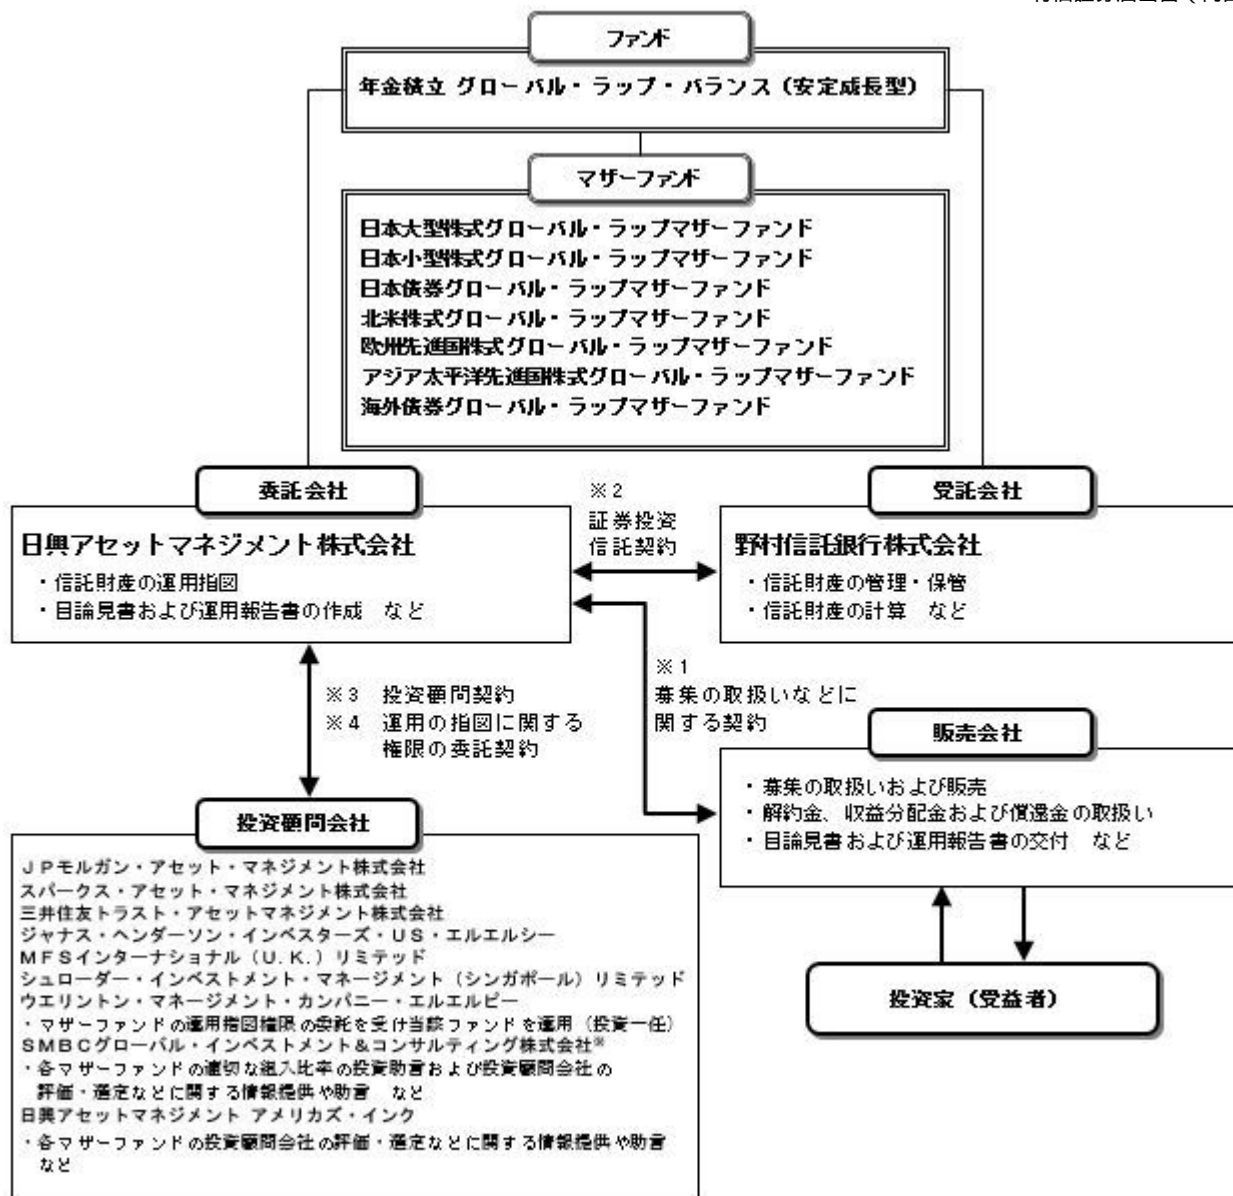 ファンド
年金積立 グローバル・ラップ・バランス（安定成長型）
マザーファンド
日本大型株式グローバル・ラップマザーファンド
日本小型株式グローバル・ラップマザーファンド
日本債券グローバル・ラップマザーファンド
北米株式グローバル・ラップマザーファンド
欧州先進国株式グローバル・ラップマザーファンド
アジア太平洋先進国株式グローバル・ラップマザーファンド
海外債券グローバル・ラップマザーファンド
委託会社
日興アセットマネジメント株式会社
・信託財産の運用指図
・目論見書および運用報告書の作成　など
※２
証券投資
信託契約
受託会社
野村信託銀行株式会社
・信託財産の管理・保管
・信託財産の計算　など
※３　投資顧問契約
※４　運用の指図に関する
権限の委託契約
※１
募集の取扱いなどに
関する契約
販売会社
・募集の取扱いおよび販売
・解約金、収益分配金および償還金の取扱い
・目論見書および運用報告書の交付　など
投資家（受益者）
投資顧問会社
ＪＰモルガン・アセット・マネジメント株式会社
スパークス・アセット・マネジメント株式会社
三井住友トラスト・アセットマネジメント株式会社
ジャナス・ヘンダーソン・インベスターズ・ＵＳ・エルエルシー
ＭＦＳインターナショナル（Ｕ．Ｋ．）リミテッド
シュローダー・インベストメント・マネージメント（シンガポール）リミテッド
ウエリントン・マネージメント・カンパニー・エルエルピー
・マザーファンドの運用指図権限の委託を受け当該ファンドを運用（投資一任）
ＳＭＢＣグローバル・インベストメント＆コンサルティング株式会社※
・各マザーファンドの適切な組入比率の投資助言および投資顧問会社の
評価・選定などに関する情報提供や助言　など
日興アセットマネジメント アメリカズ・インク
・各マザーファンドの投資顧問会社の評価・選定などに関する情報提供や助言
など